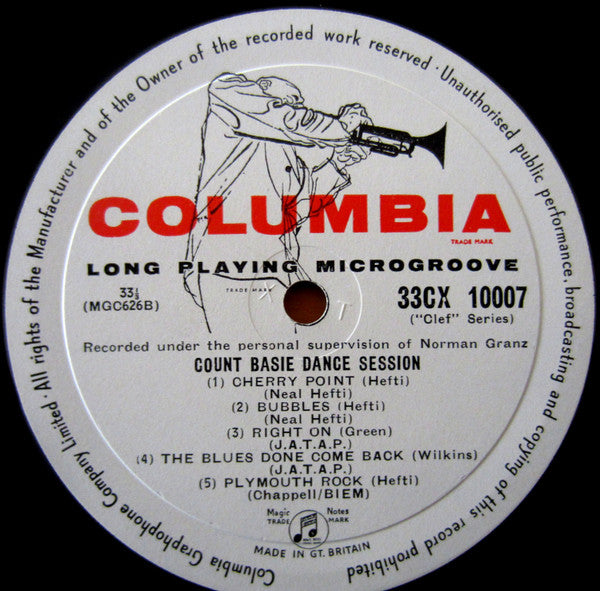 All rights of the Manufacturer and of the Owner of the recorded work reserved · Unauthorised public performance, broadcasting and copying of this record prohibited
COLUMBIA
TRADE MARK
LONG PLAYING MICROGROOVE
TRADE MARK
33⅓
(MGC626B)
33CX 10007
("Clef" Series)
Recorded under the personal supervision of Norman Granz
COUNT BASIE DANCE SESSION
(1) CHERRY POINT (Hefti)
(Neal Hefti)
(2) BUBBLES (Hefti)
(Neal Hefti)
(3) RIGHT ON (Green)
(J.A.T.A.P.)
(4) THE BLUES DONE COME BACK (Wilkins)
(J.A.T.A.P.)
(5) PLYMOUTH ROCK (Hefti)
(Chappell/BIEM)
Magic Notes
TRADE MARK
MADE IN GT. BRITAIN
Columbia Graphophone Company Limited ·